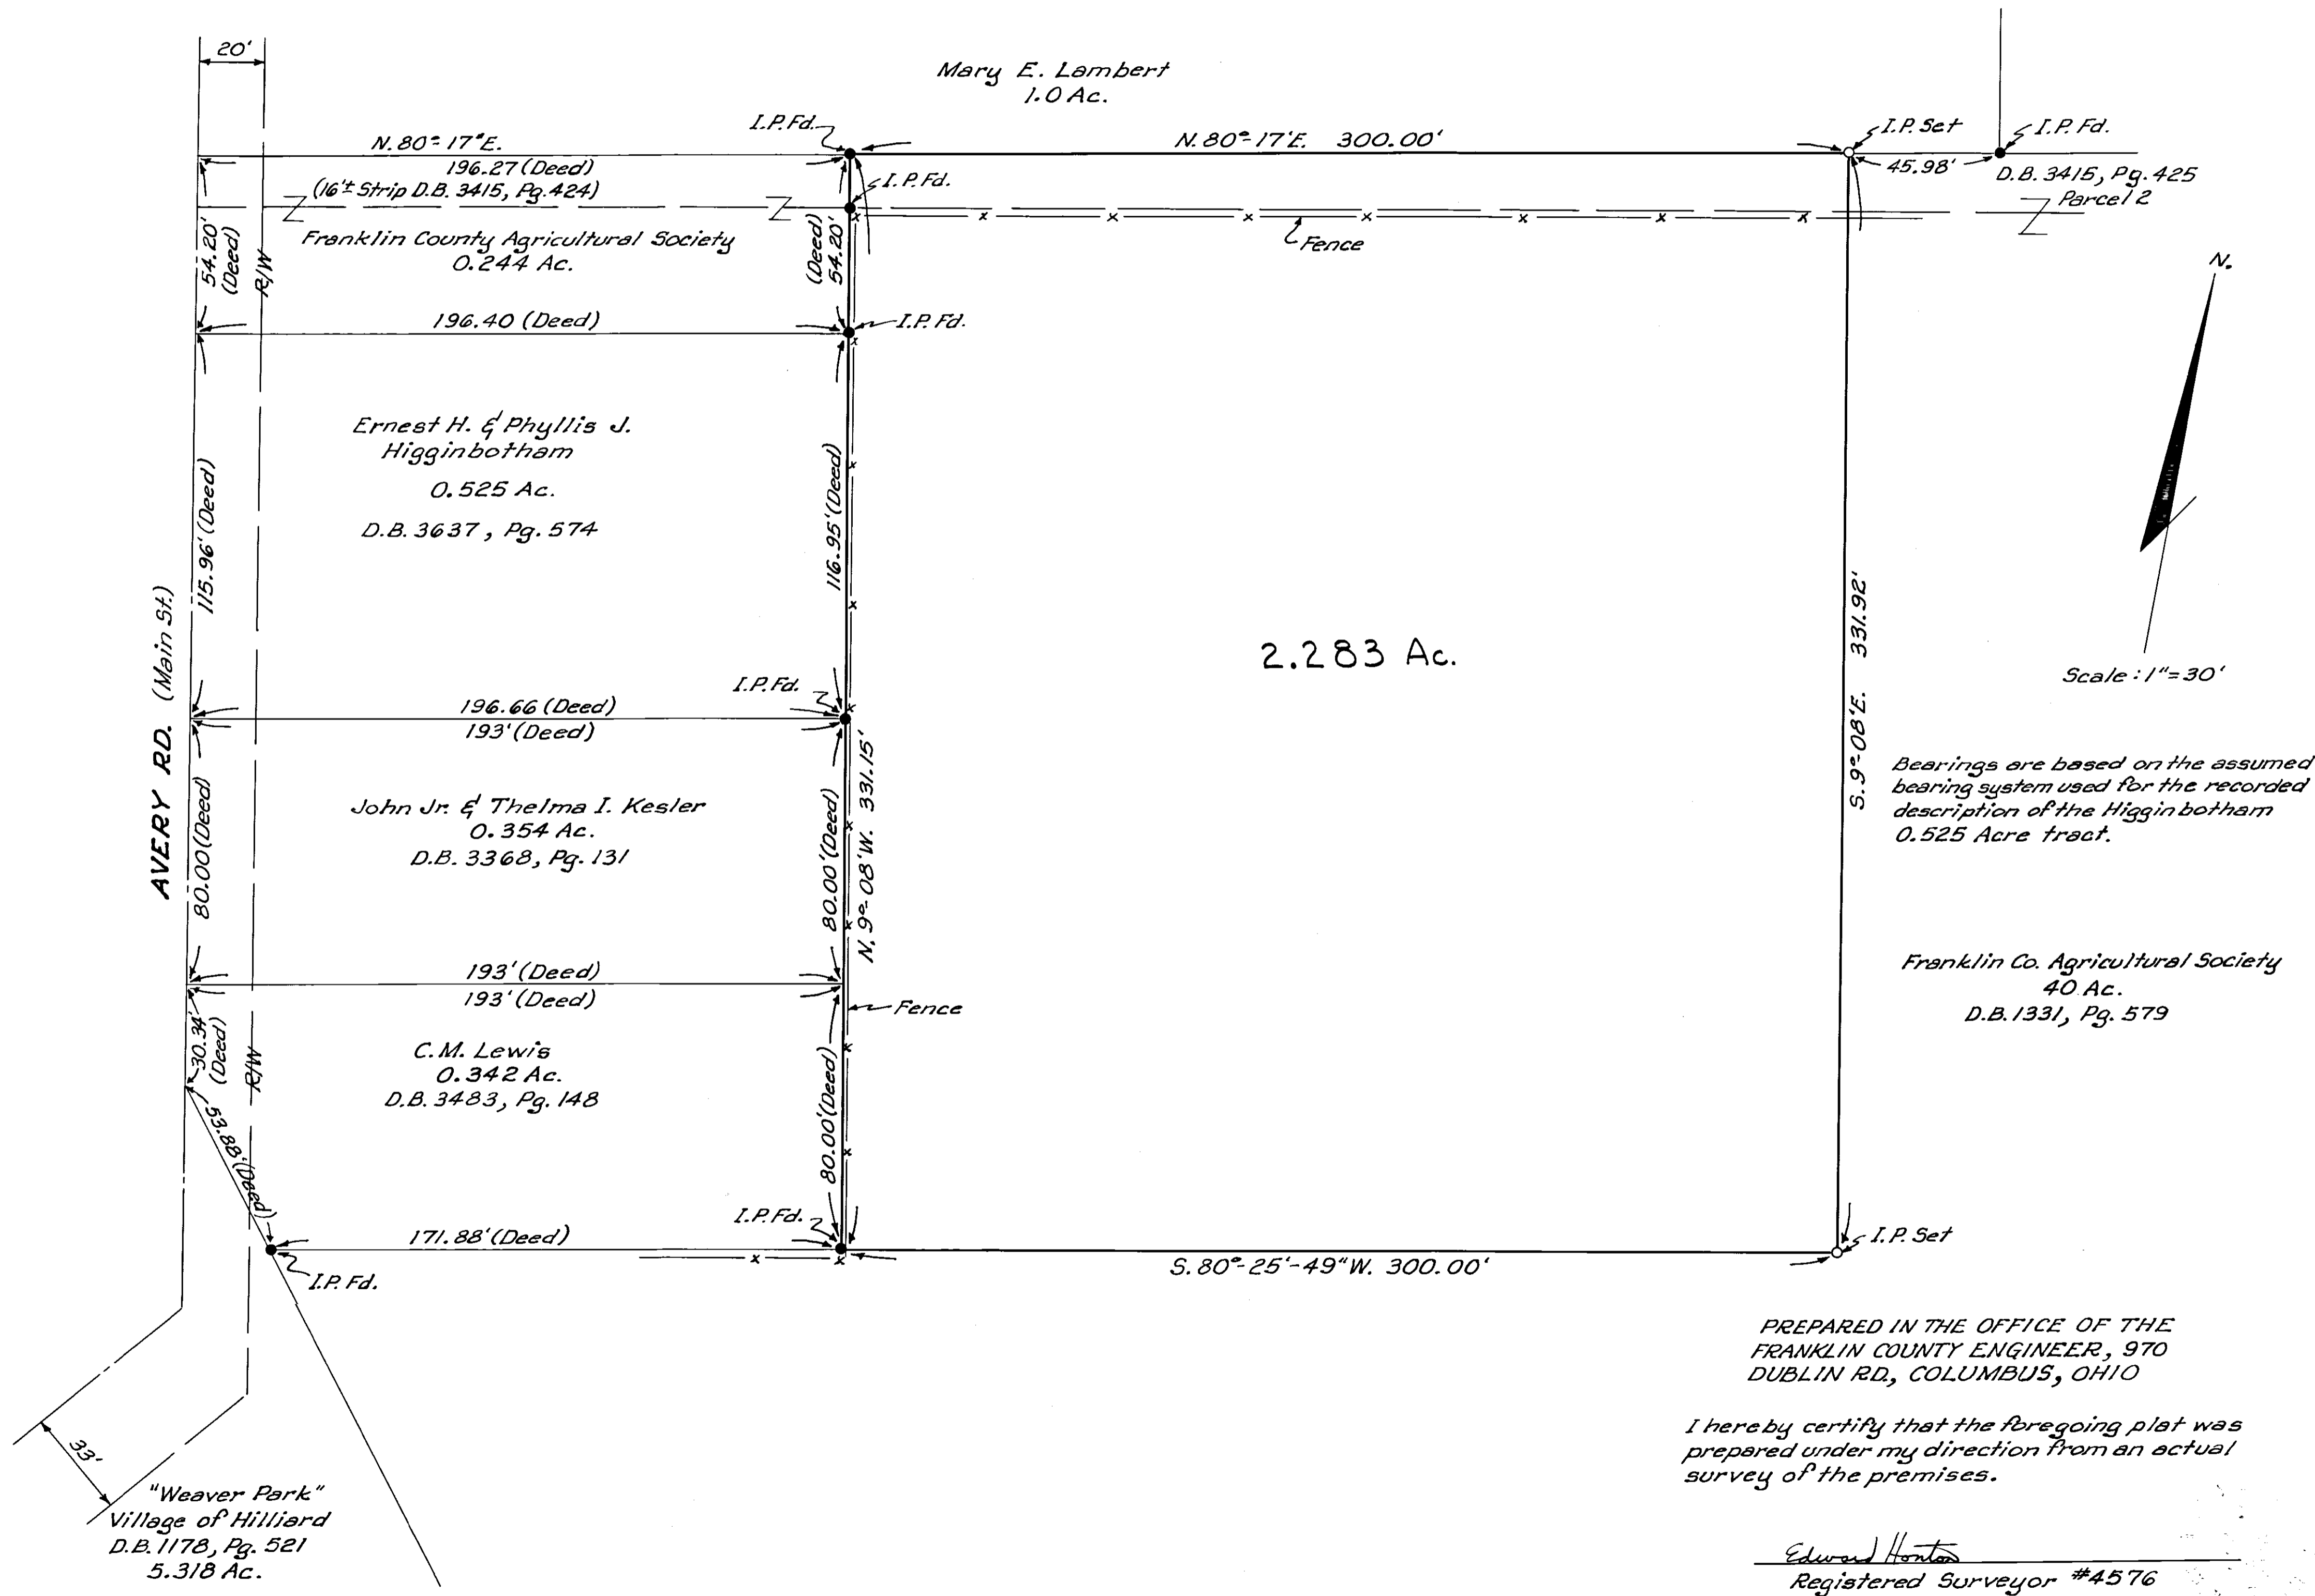 20'
Mary E. Lambert
1.0 Ac.
I.P. Fd.
N. 80°-17'E.
196.27 (Deed)
(16'± Strip D.B. 3415, Pg. 424)
N. 80°-17'E. 300.00'
I.P. Set
I.P. Fd.
45.98'
D.B. 3415, Pg. 425
Parcel 2
I.P. Fd.
Fence
54.20'
(Deed)
R/W
Franklin County Agricultural Society
0.244 Ac.
(Deed)
54.20'
196.40 (Deed)
I.P. Fd.
N.
Scale : 1"=30'
Ernest H. & Phyllis J.
Higginbotham
0.525 Ac.
D.B. 3637, Pg. 574
115.96' (Deed)
116.95' (Deed)
2.283 Ac.
S. 9°-08'E. 331.92'
AVERY RD. (Main St.)
I.P. Fd.
196.66 (Deed)
193' (Deed)
80.00 (Deed)
John Jr. & Thelma I. Kesler
0.354 Ac.
D.B. 3368, Pg. 131
80.00' (Deed)
N. 9°-08'W. 331.15'
Bearings are based on the assumed
bearing system used for the recorded
description of the Higginbotham
0.525 Acre tract.
193' (Deed)
193' (Deed)
Fence
Franklin Co. Agricultural Society
40 Ac.
D.B. 1331, Pg. 579
30.34'
(Deed)
R/W
C.M. Lewis
0.342 Ac.
D.B. 3483, Pg. 148
53.88' (Deed)
80.00' (Deed)
I.P. Fd.
171.88' (Deed)
I.P. Fd.
S. 80°-25'-49"W. 300.00'
I.P. Set
33'
"Weaver Park"
Village of Hilliard
D.B. 1178, Pg. 521
5.318 Ac.
PREPARED IN THE OFFICE OF THE
FRANKLIN COUNTY ENGINEER, 970
DUBLIN RD., COLUMBUS, OHIO
I hereby certify that the foregoing plat was
prepared under my direction from an actual
survey of the premises.
Edward Honton
Registered Surveyor #4576